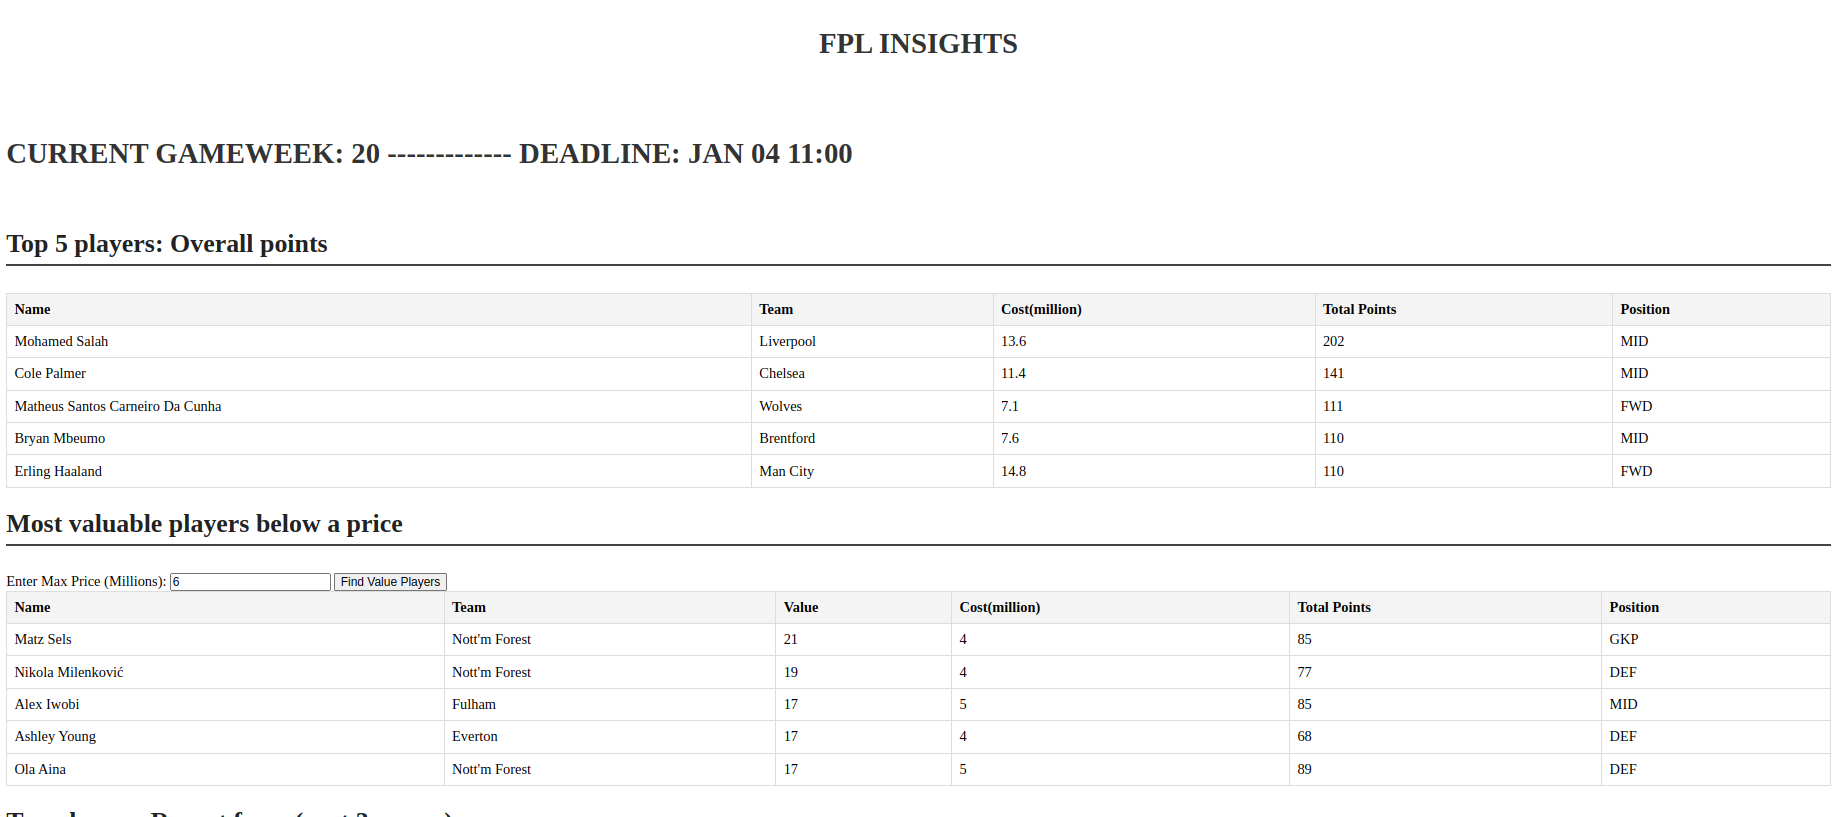 FPL INSIGHTS
CURRENT GAMEWEEK: 20 ------------- DEADLINE: JAN 04 11:00
Top 5 players: Overall points
Name Team Cost(million) Total Points Position
Mohamed Salah Liverpool 13.6 202 MID
Cole Palmer Chelsea 11.4 141 MID
Matheus Santos Carneiro Da Cunha Wolves 7.1 111 FWD
Bryan Mbeumo Brentford 7.6 110 MID
Erling Haaland Man City 14.8 110 FWD
Most valuable players below a price
Enter Max Price (Millions): 6 Find Value Players
Name Team Value Cost(million) Total Points Position
Matz Sels Nott'm Forest 21 4 85 GKP
Nikola Milenković Nott'm Forest 19 4 77 DEF
Alex Iwobi Fulham 17 5 85 MID
Ashley Young Everton 17 4 68 DEF
Ola Aina Nott'm Forest 17 5 89 DEF